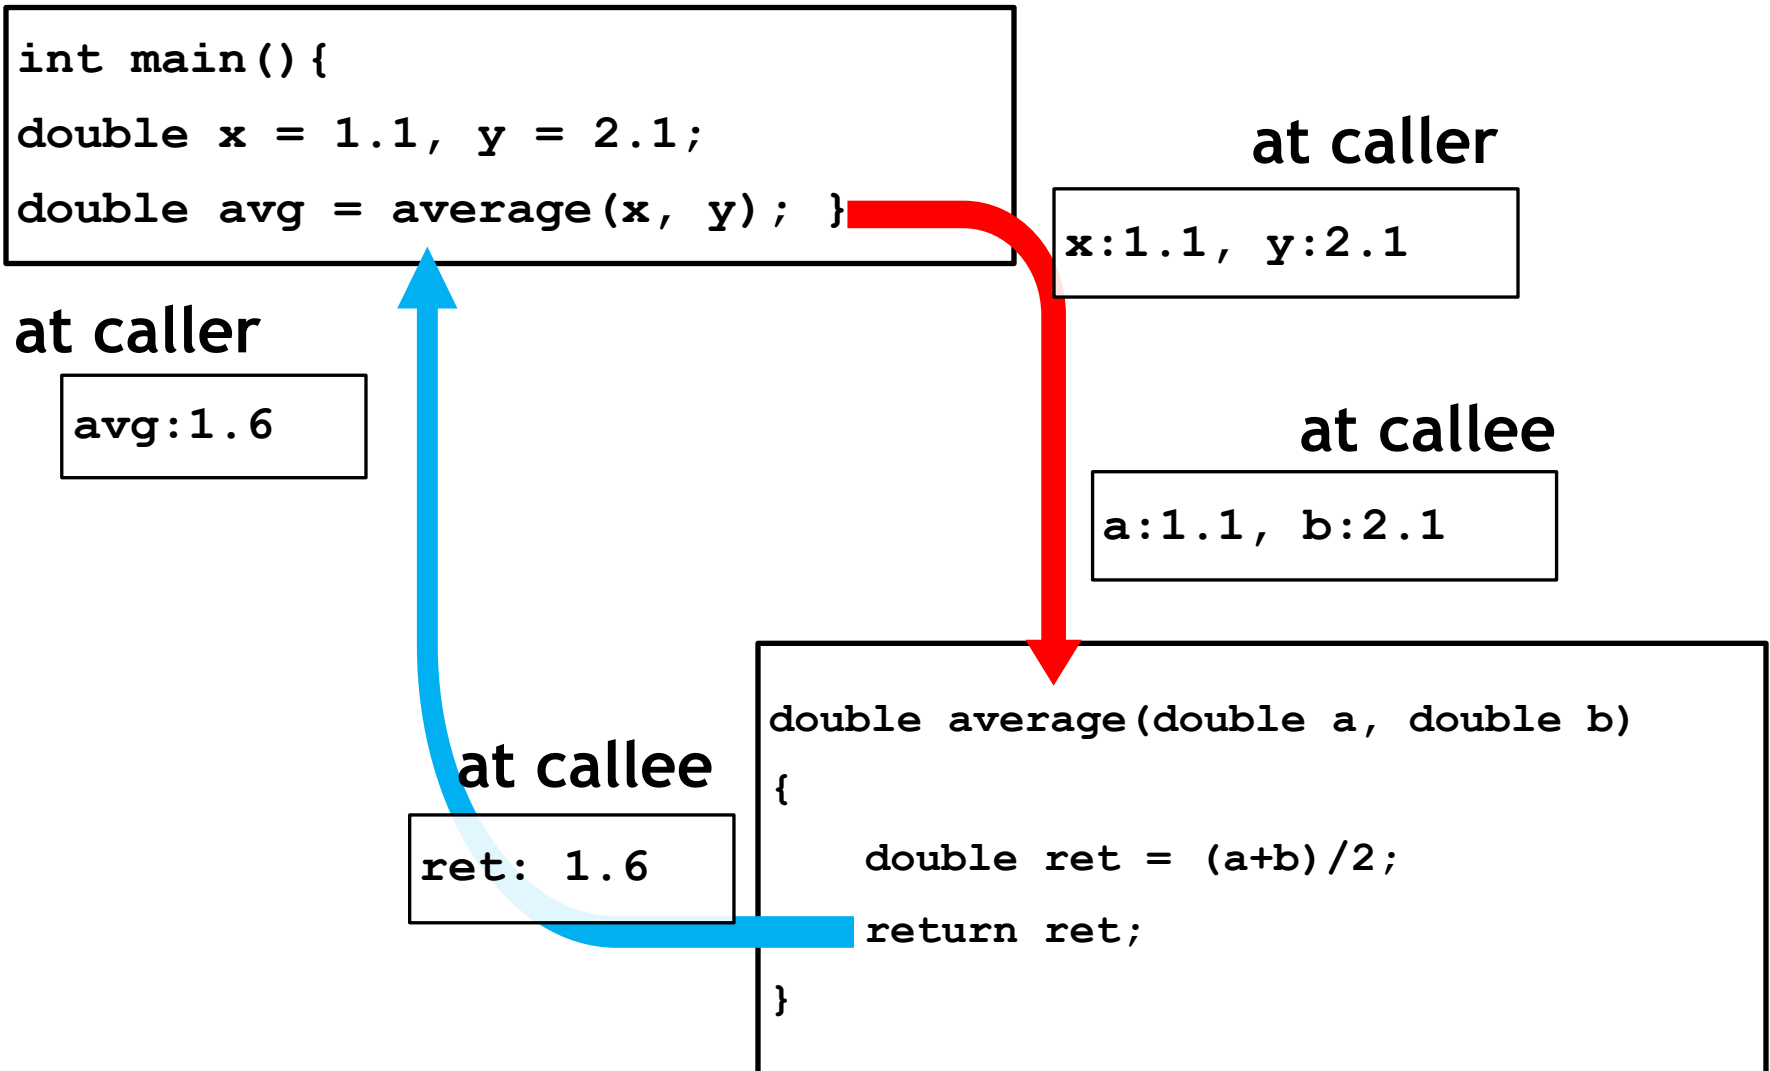 int main(){
double x = 1.1, y = 2.1;
double avg = average(x, y); }
at caller
x:1.1, y:2.1
at caller
avg:1.6
at callee
a:1.1, b:2.1
double average(double a, double b)
{
double ret = (a+b)/2;
return ret;
}
at callee
ret: 1.6